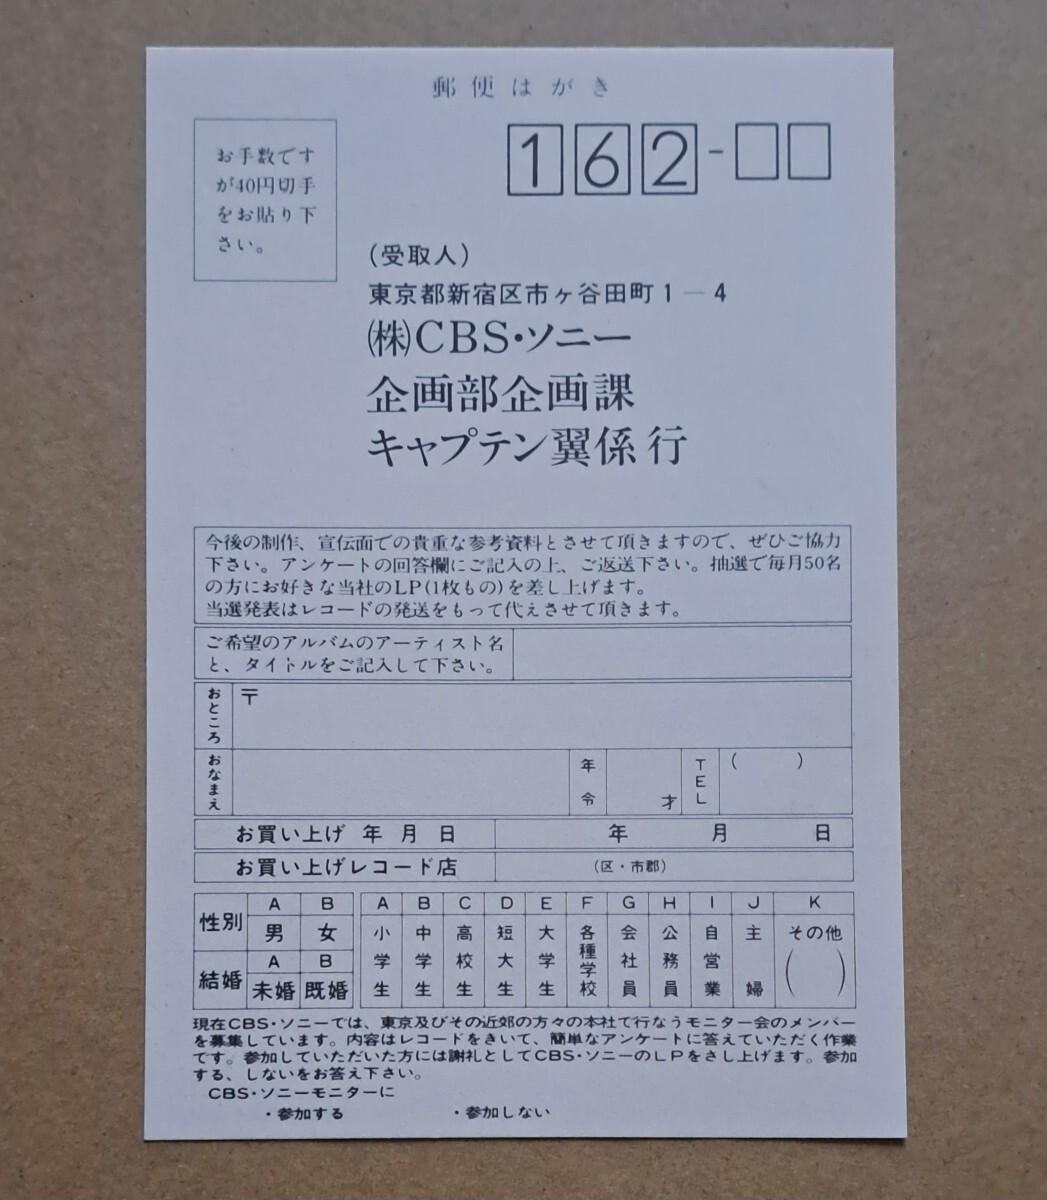 郵便はがき
お手数です
が40円切手
をお貼り下
さい。
162-□□
(受取人)
東京都新宿区市ヶ谷田町1－4
㈱CBS・ソニー
企画部企画課
キャプテン翼係 行
今後の制作、宣伝面での貴重な参考資料とさせて頂きますので、ぜひご協力
下さい。アンケートの回答欄にご記入の上、ご返送下さい。抽選で毎月50名
の方にお好きな当社のLP(1枚もの)を差し上げます。
当選発表はレコードの発送をもって代えさせて頂きます。
ご希望のアルバムのアーティスト名
と、タイトルをご記入して下さい。
おところ 〒
おなまえ 年令 才 TEL ( )
お買い上げ 年 月 日 年 月 日
お買い上げレコード店 (区・市郡)
性別 A男 B女
結婚 A未婚 B既婚
A B C D E F G H I J K
小学生 中学生 高校生 短大生 大学生 各種学校 会社員 公務員 自営業 主婦 その他( )
現在CBS・ソニーでは、東京及びその近郊の方々の本社で行なうモニター会のメンバー
を募集しています。内容はレコードをきいて、簡単なアンケートに答えていただく作業
です。参加していただいた方には謝礼としてCBS・ソニーのLPをさし上げます。参加
する、しないをお答え下さい。
CBS・ソニーモニターに
・参加する ・参加しない